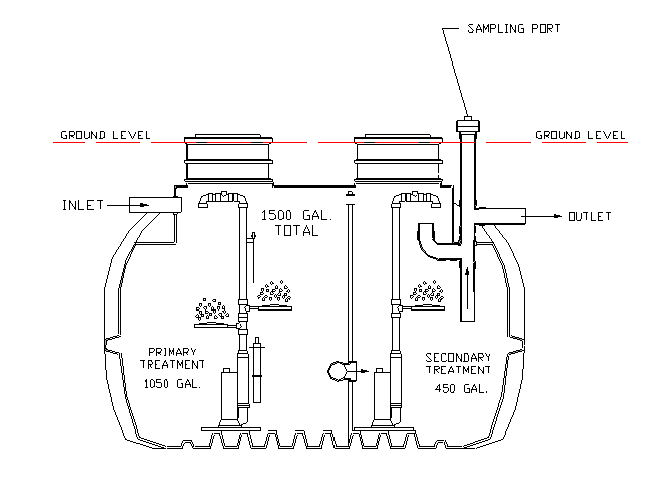 SAMPLING PORT
GROUND LEVEL
GROUND LEVEL
INLET
1500 GAL.
TOTAL
OUTLET
PRIMARY
TREATMENT
1050 GAL.
SECONDARY
TREATMENT
450 GAL.